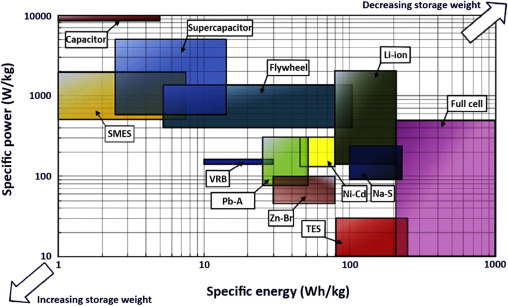 Decreasing storage weight
10000
Capacitor
Supercapacitor
Li-ion
Flywheel
Full cell
1000
SMES
Specific power (W/kg)
VRB
Pb-A
Ni-Cd
Na-S
100
Zn-Br
TES
10
1
10
100
1000
Specific energy (Wh/kg)
Increasing storage weight